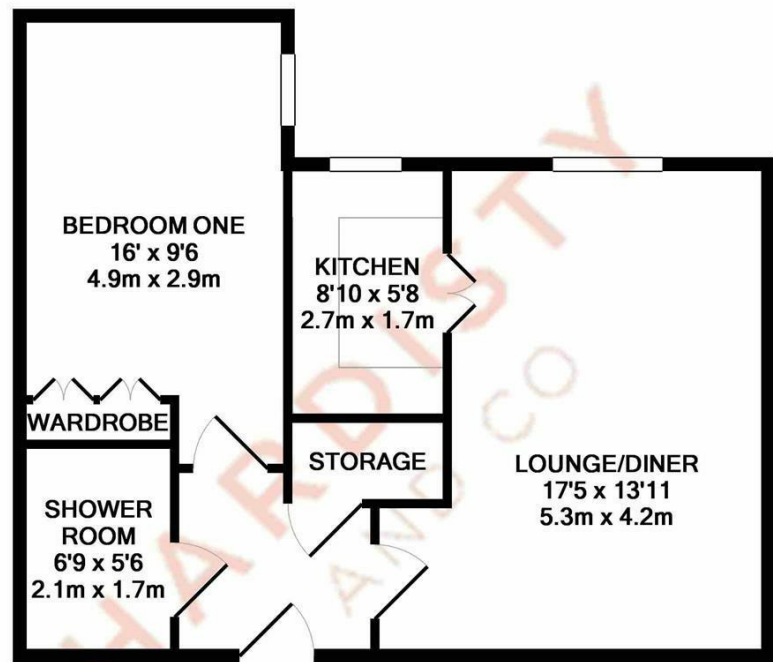 BEDROOM ONE
16' x 9'6
4.9m x 2.9m
KITCHEN
8'10 x 5'8
2.7m x 1.7m
WARDROBE
STORAGE
LOUNGE/DINER
17'5 x 13'11
5.3m x 4.2m
SHOWER
ROOM
6'9 x 5'6
2.1m x 1.7m
HARDISTY
AND CO